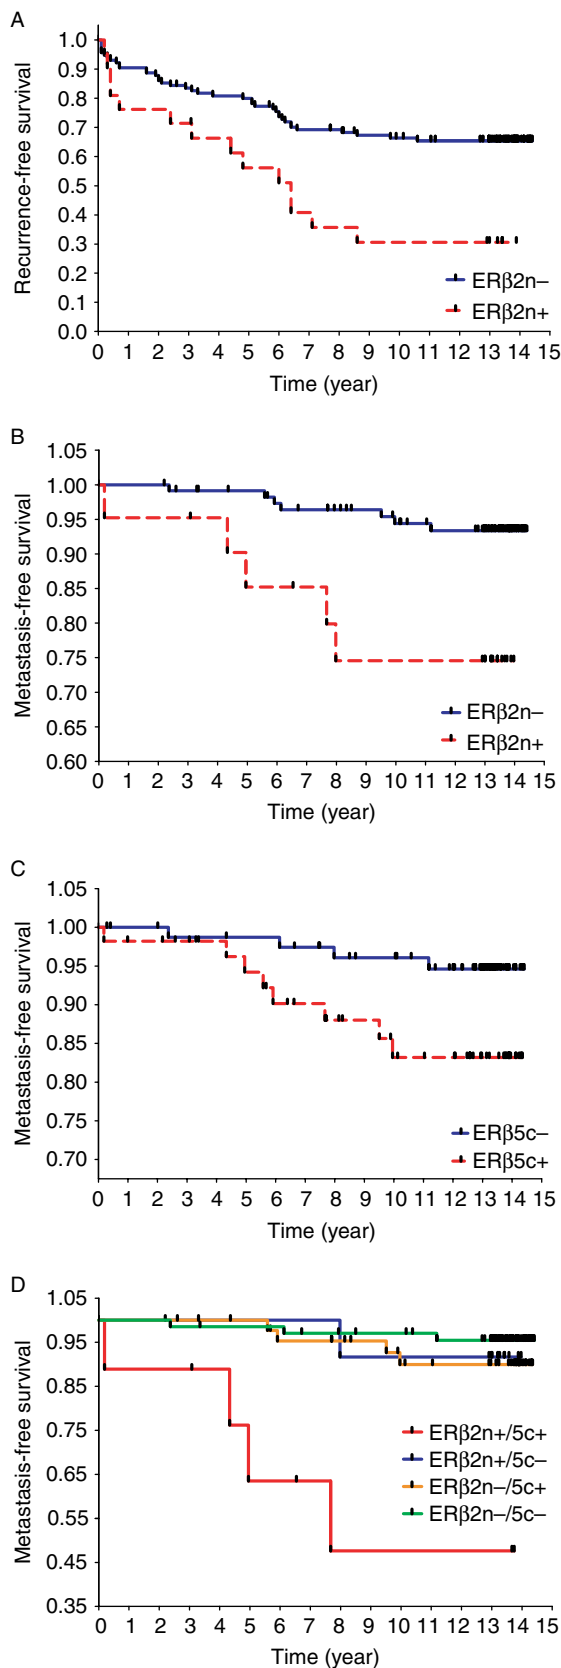 A
Recurrence-free survival
1.0
0.9
0.8
0.7
0.6
0.5
0.4
0.3
0.2
0.1
0.0
ERβ2n–
ERβ2n+
0 1 2 3 4 5 6 7 8 9 10 11 12 13 14 15
Time (year)
B
Metastasis-free survival
1.05
1.00
0.95
0.90
0.85
0.80
0.75
0.70
0.65
0.60
ERβ2n–
ERβ2n+
0 1 2 3 4 5 6 7 8 9 10 11 12 13 14 15
Time (year)
C
Metastasis-free survival
1.05
1.00
0.95
0.90
0.85
0.80
0.75
0.70
ERβ5c–
ERβ5c+
0 1 2 3 4 5 6 7 8 9 10 11 12 13 14 15
Time (year)
D
Metastasis-free survival
1.05
0.95
0.85
0.75
0.65
0.55
0.45
0.35
ERβ2n+/5c+
ERβ2n+/5c–
ERβ2n–/5c+
ERβ2n–/5c–
0 1 2 3 4 5 6 7 8 9 10 11 12 13 14 15
Time (year)